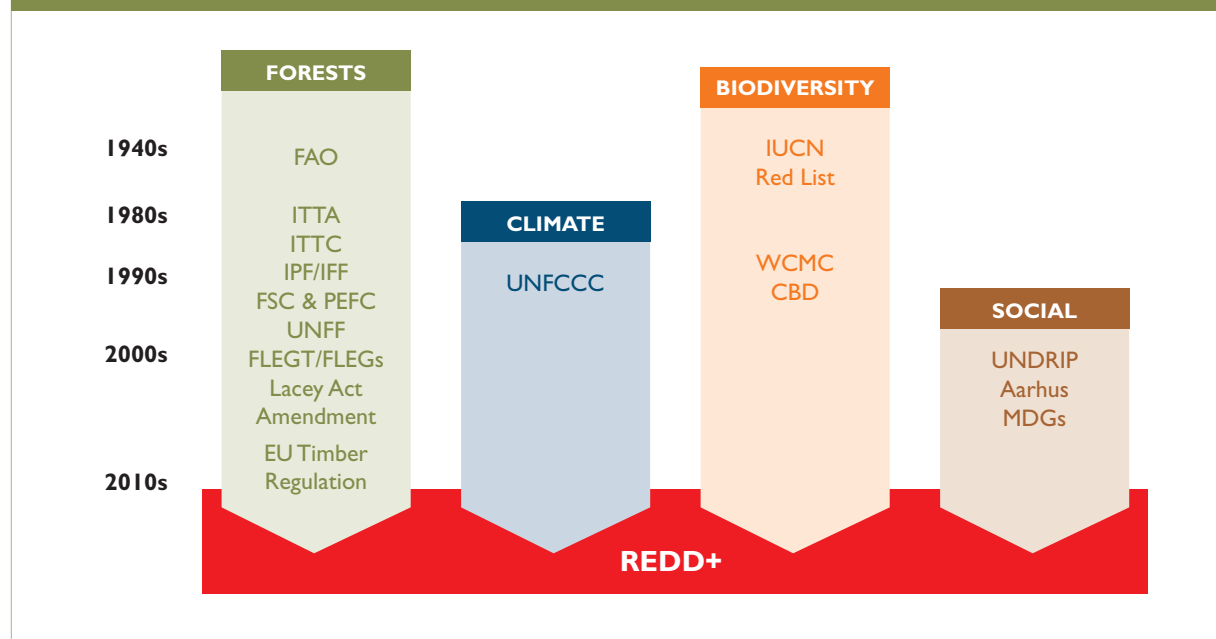 FORESTS
BIODIVERSITY
1940s
FAO
IUCN
Red List
1980s
ITTA
ITTC
CLIMATE
1990s
IPF/IFF
FSC & PEFC
UNFF
UNFCCC
WCMC
CBD
SOCIAL
2000s
FLEGT/FLEGs
Lacey Act
Amendment
UNDRIP
Aarhus
MDGs
EU Timber
Regulation
2010s
REDD+